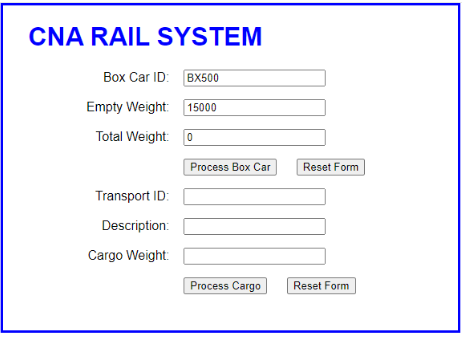 CNA RAIL SYSTEM
Box Car ID: BX500
Empty Weight: 15000
Total Weight: 0
Process Box Car Reset Form
Transport ID:
Description:
Cargo Weight:
Process Cargo Reset Form